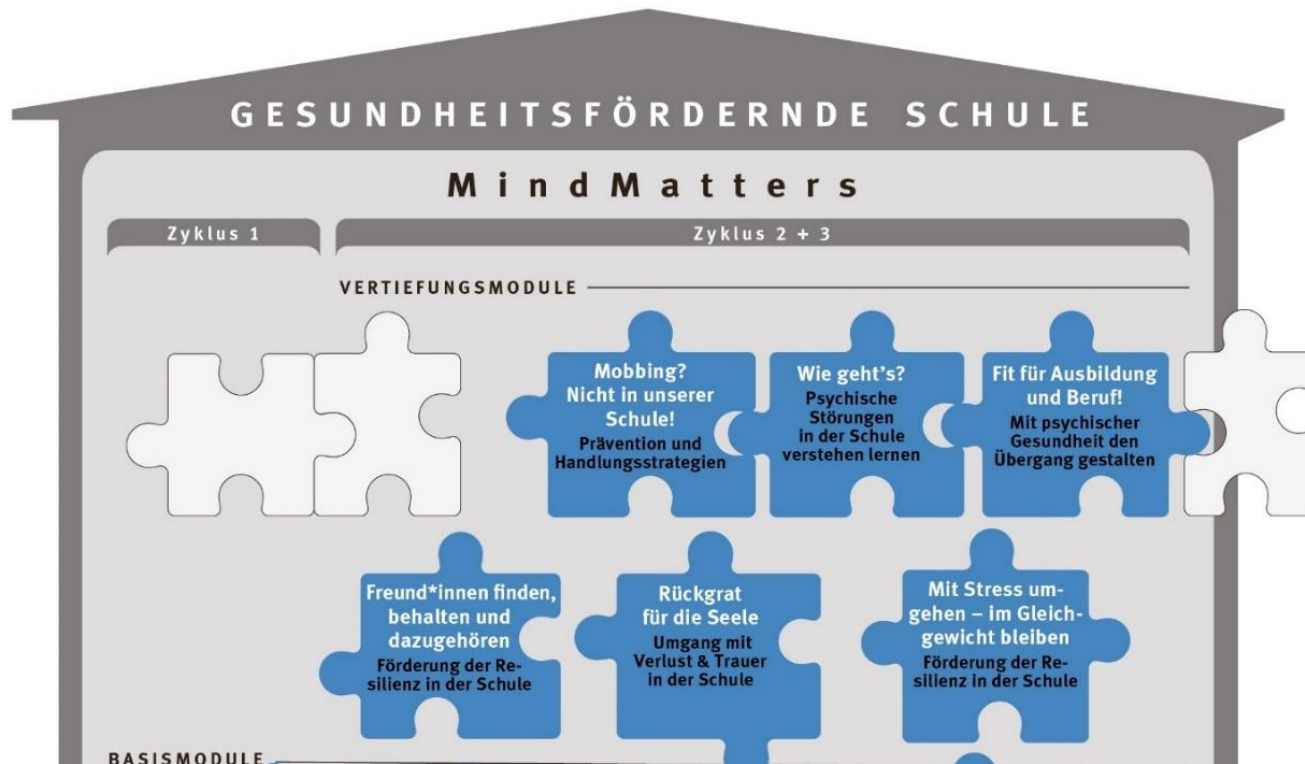 GESUNDHEITSFÖRDERNDE SCHULE
MindMatters
Zyklus 1
Zyklus 2 + 3
VERTIEFUNGSMODULE
Mobbing?
Nicht in unserer
Schule!
Prävention und
Handlungsstrategien
Wie geht's?
Psychische
Störungen
in der Schule
verstehen lernen
Fit für Ausbildung
und Beruf!
Mit psychischer
Gesundheit den
Übergang gestalten
Freund*innen finden,
behalten und
dazugehören
Förderung der Re-
silienz in der Schule
Rückgrat
für die Seele
Umgang mit
Verlust & Trauer
in der Schule
Mit Stress um-
gehen – im Gleich-
gewicht bleiben
Förderung der Re-
silienz in der Schule
BASISMODULE